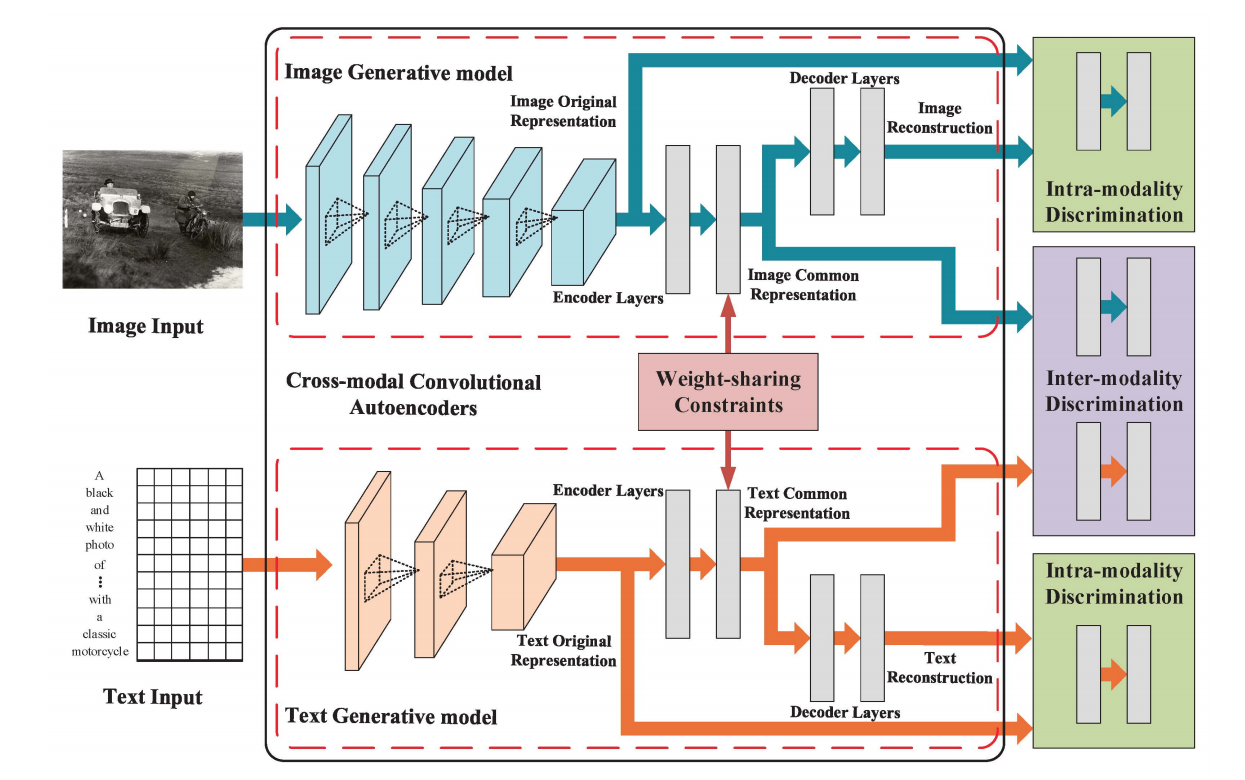 Image Generative model
Image Original
Representation
Decoder Layers
Image
Reconstruction
Intra-modality
Discrimination
Encoder Layers
Image Common
Representation
Image Input
Cross-modal Convolutional
Autoencoders
Weight-sharing
Constraints
Inter-modality
Discrimination
A
black
and
white
photo
of
with
a
classic
motorcycle
Text Input
Encoder Layers
Text Common
Representation
Text Original
Representation
Text Generative model
Decoder Layers
Text
Reconstruction
Intra-modality
Discrimination